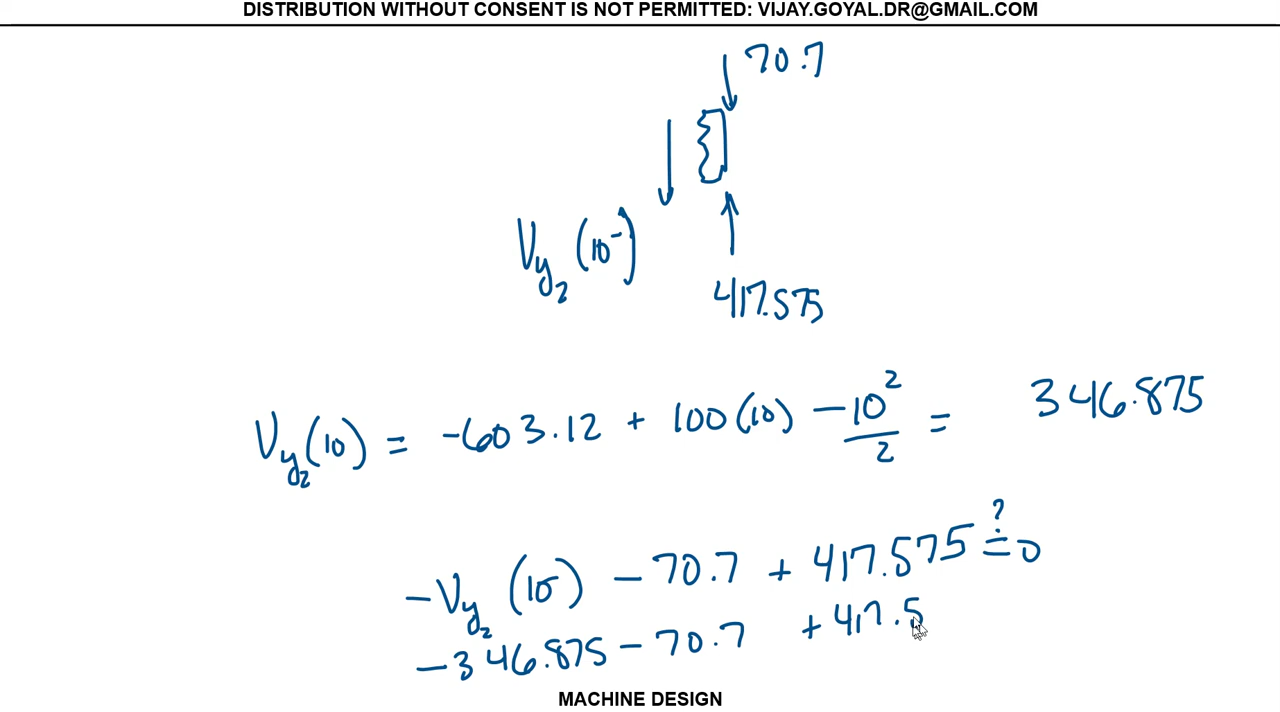 DISTRIBUTION WITHOUT CONSENT IS NOT PERMITTED: VIJAY.GOYAL.DR@GMAIL.COM
70.7
Vy₂(10⁻)
417.575
Vy₂(10) = -603.12 + 100(10) - 10²/2 = 346.875
-Vy₂(10⁻) - 70.7 + 417.575 ≟ 0
-346.875 - 70.7 + 417.5
MACHINE DESIGN